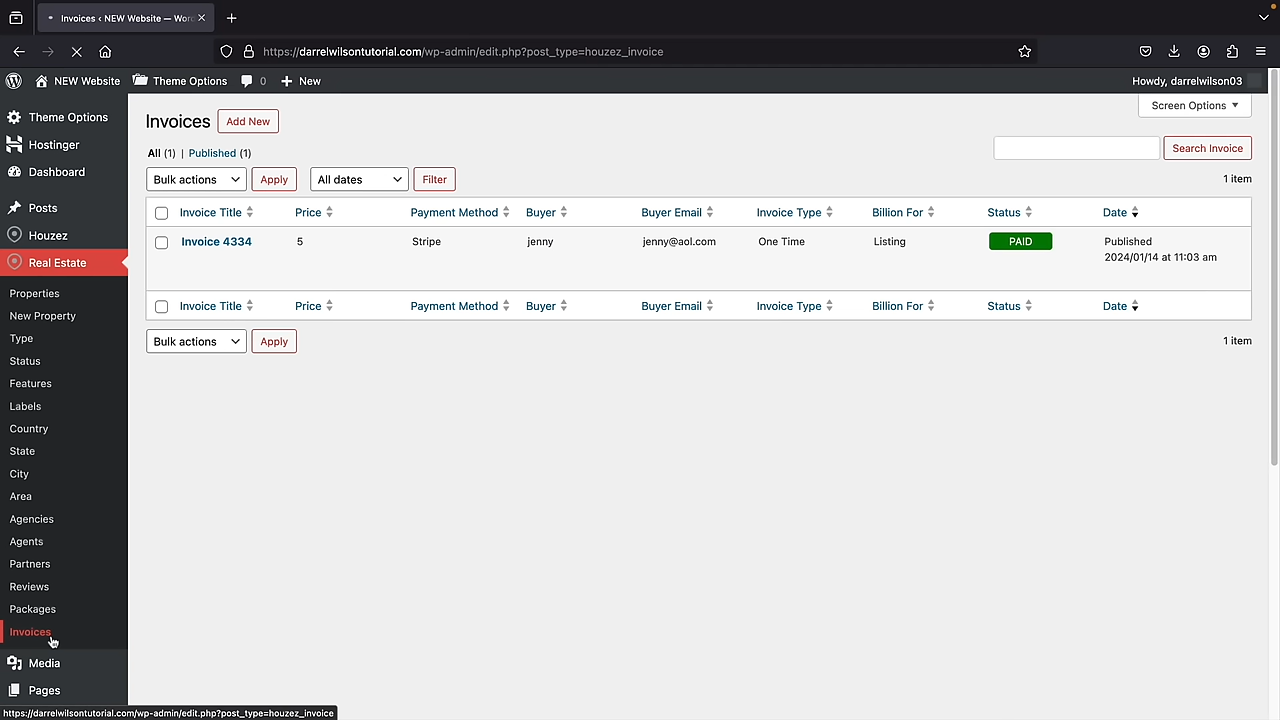 Invoices ‹ NEW Website — Wor
https://darrelwilsontutorial.com/wp-admin/edit.php?post_type=houzez_invoice
NEW Website Theme Options 0 New Howdy, darrelwilson03
Theme Options
Hostinger
Dashboard
Posts
Houzez
Real Estate
Properties
New Property
Type
Status
Features
Labels
Country
State
City
Area
Agencies
Agents
Partners
Reviews
Packages
Invoices
Media
Pages
Screen Options
Invoices Add New
All (1) | Published (1)
Search Invoice
Bulk actions Apply All dates Filter 1 item
Invoice Title Price Payment Method Buyer Buyer Email Invoice Type Billion For Status Date
Invoice 4334 5 Stripe jenny jenny@aol.com One Time Listing PAID Published
2024/01/14 at 11:03 am
Invoice Title Price Payment Method Buyer Buyer Email Invoice Type Billion For Status Date
Bulk actions Apply 1 item
https://darrelwilsontutorial.com/wp-admin/edit.php?post_type=houzez_invoice